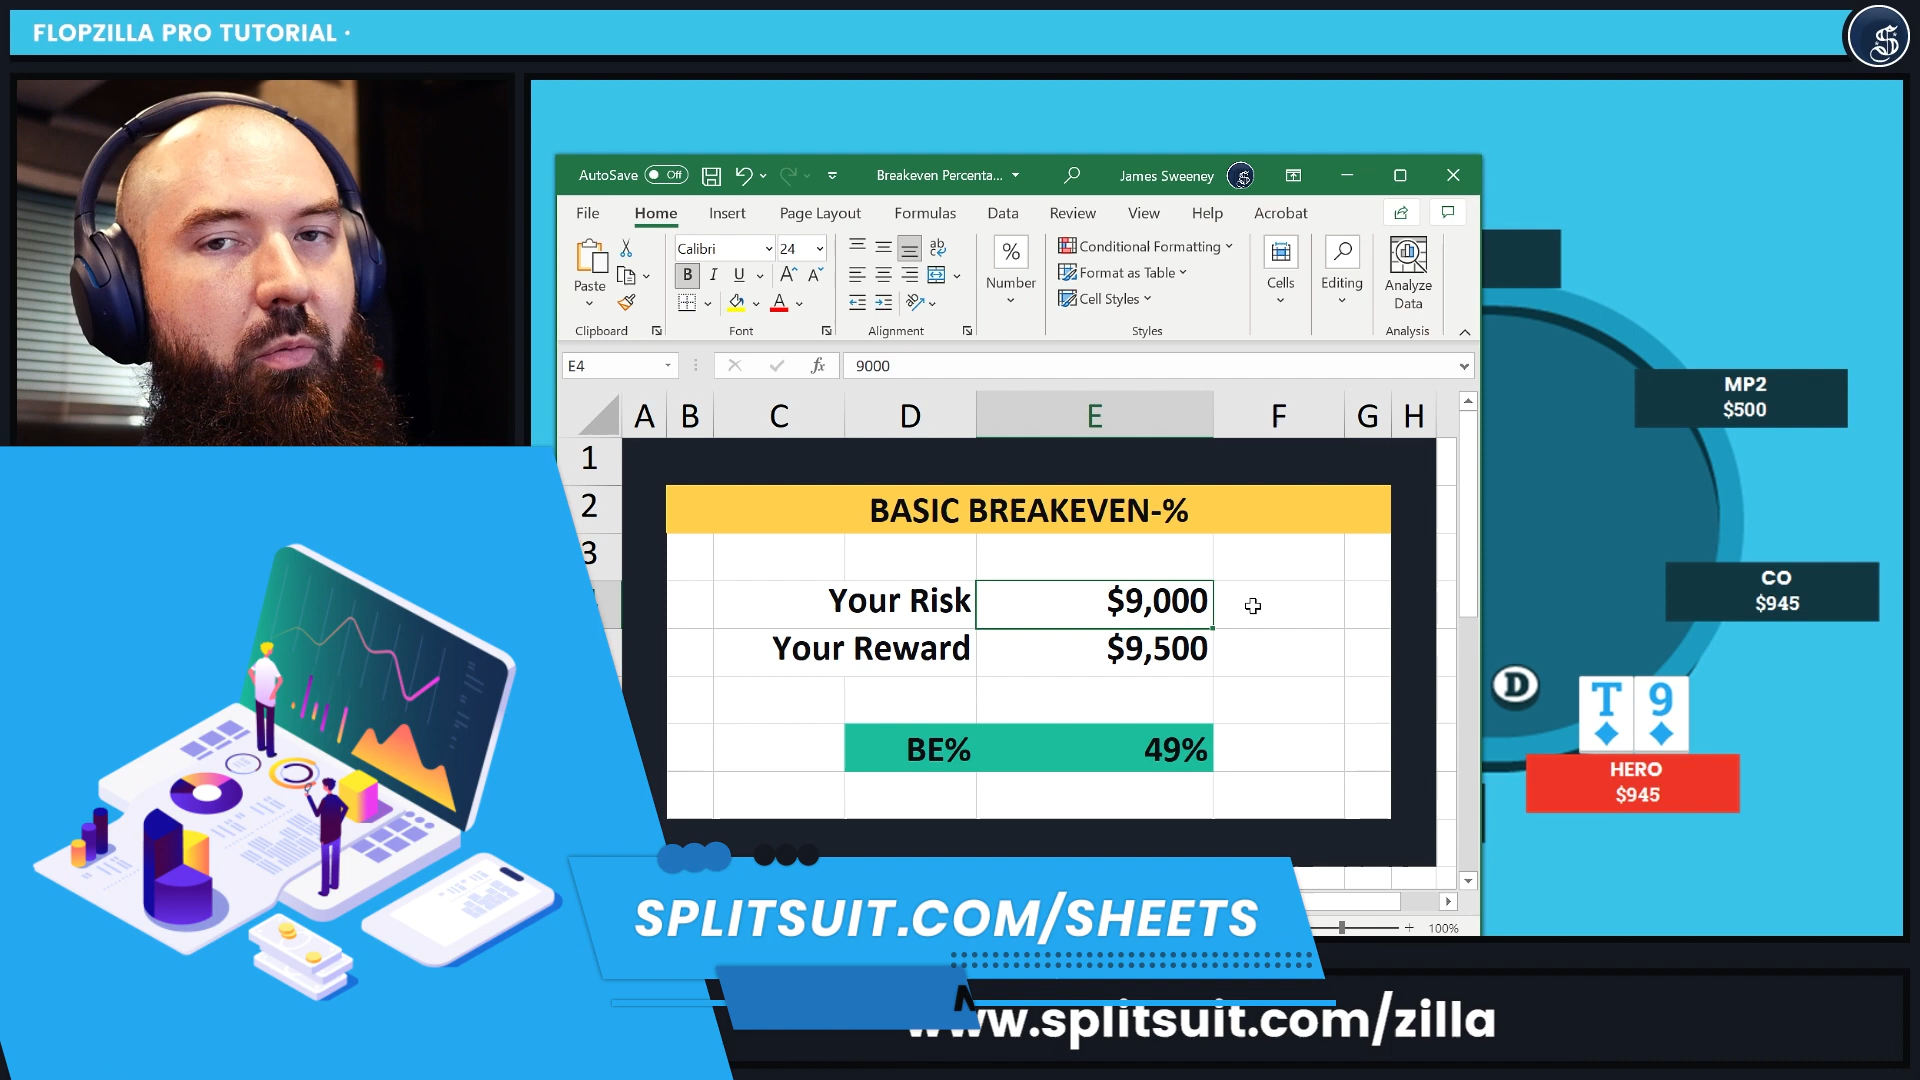 FLOPZILLA PRO TUTORIAL ·
AutoSave Off
Breakeven Percenta...
James Sweeney
File Home Insert Page Layout Formulas Data Review View Help Acrobat
Calibri 24
Paste
B I U A A
A
ab
%
Number
Conditional Formatting
Format as Table
Cell Styles
Cells
Editing
Analyze
Data
Clipboard Font Alignment Styles Analysis
E4 fx 9000
A B C D E F G H
1
2 BASIC BREAKEVEN-%
3
Your Risk $9,000
Your Reward $9,500
BE% 49%
100%
MP2
$500
CO
$945
D
T 9
HERO
$945
SPLITSUIT.COM/SHEETS
www.splitsuit.com/zilla